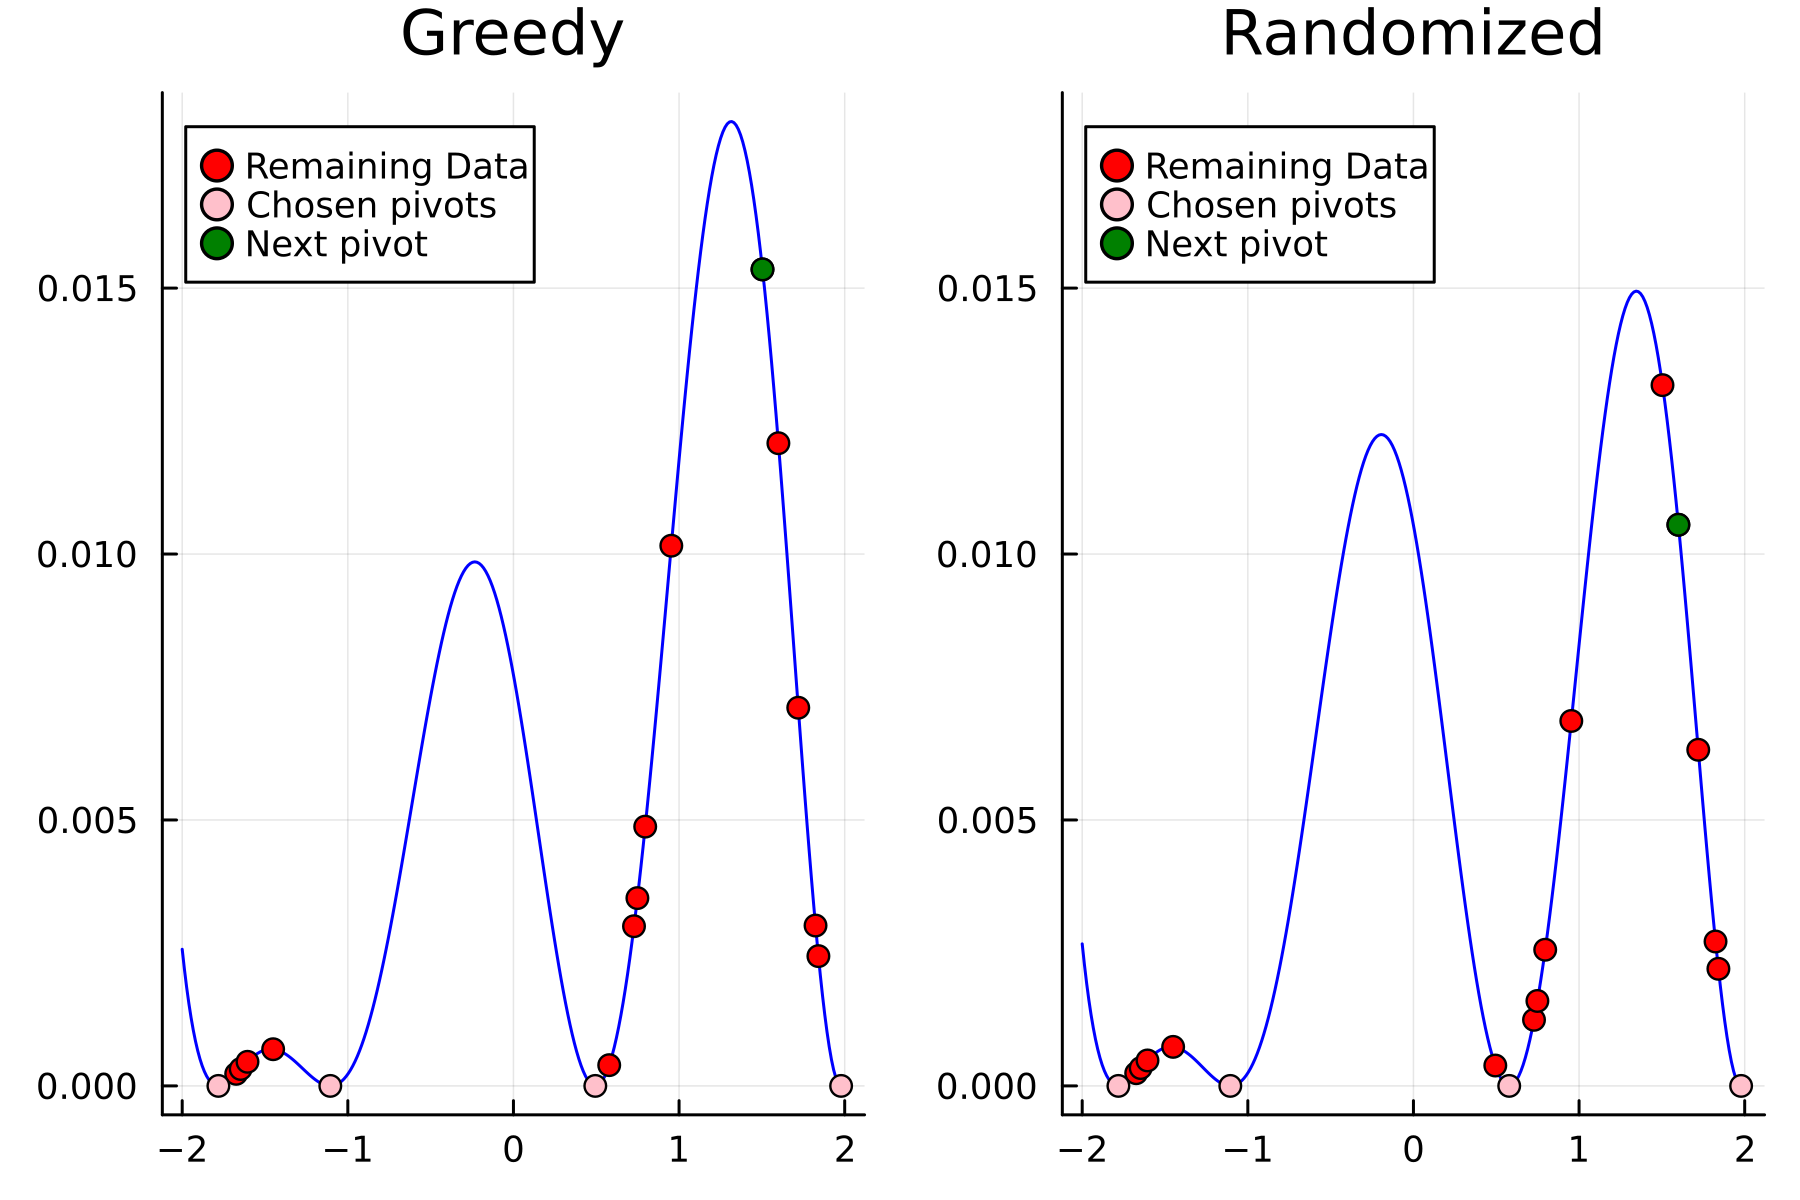 Greedy
Remaining Data
Chosen pivots
Next pivot
0.015
0.010
0.005
0.000
−2 −1 0 1 2
Randomized
Remaining Data
Chosen pivots
Next pivot
0.015
0.010
0.005
0.000
−2 −1 0 1 2